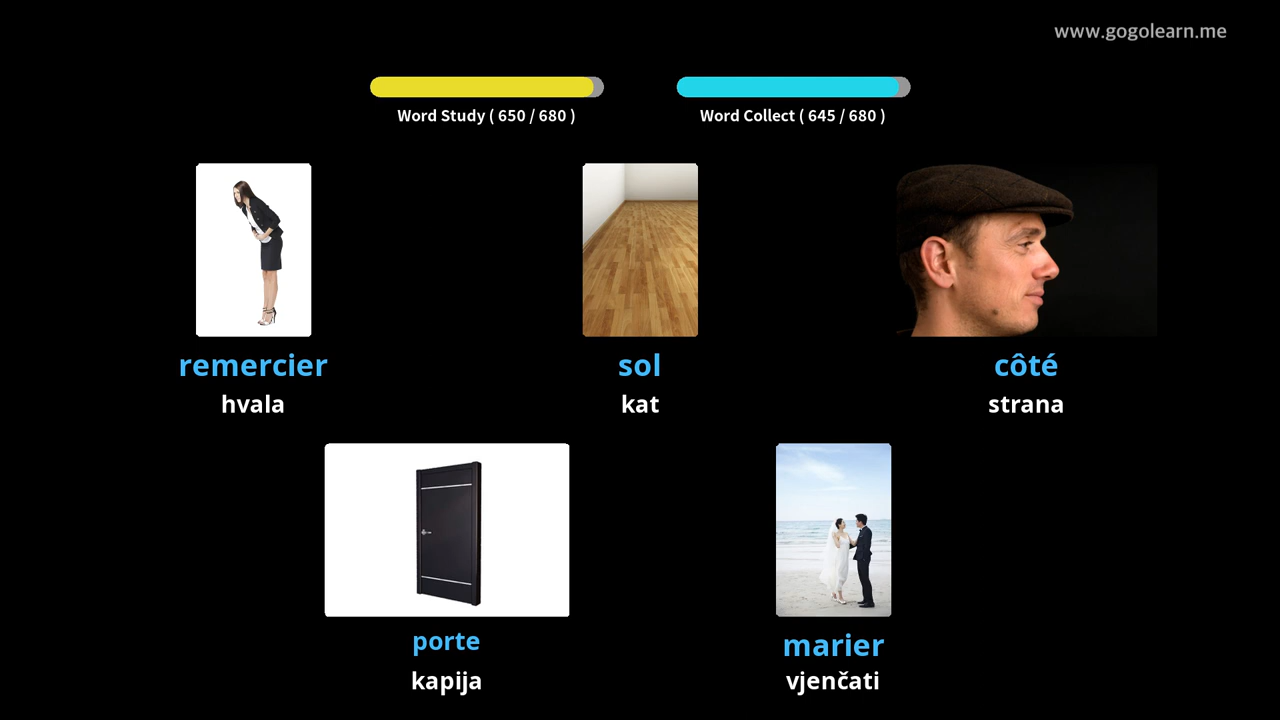 www.gogolearn.me
Word Study ( 650 / 680 )
Word Collect ( 645 / 680 )
remercier
hvala
sol
kat
côté
strana
porte
kapija
marier
vjenčati